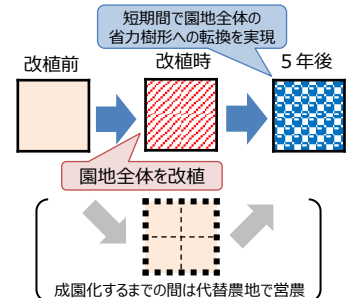 短期間で園地全体の
省力樹形への転換を実現
改植前
改植時
５年後
園地全体を改植
成園化するまでの間は代替農地で営農